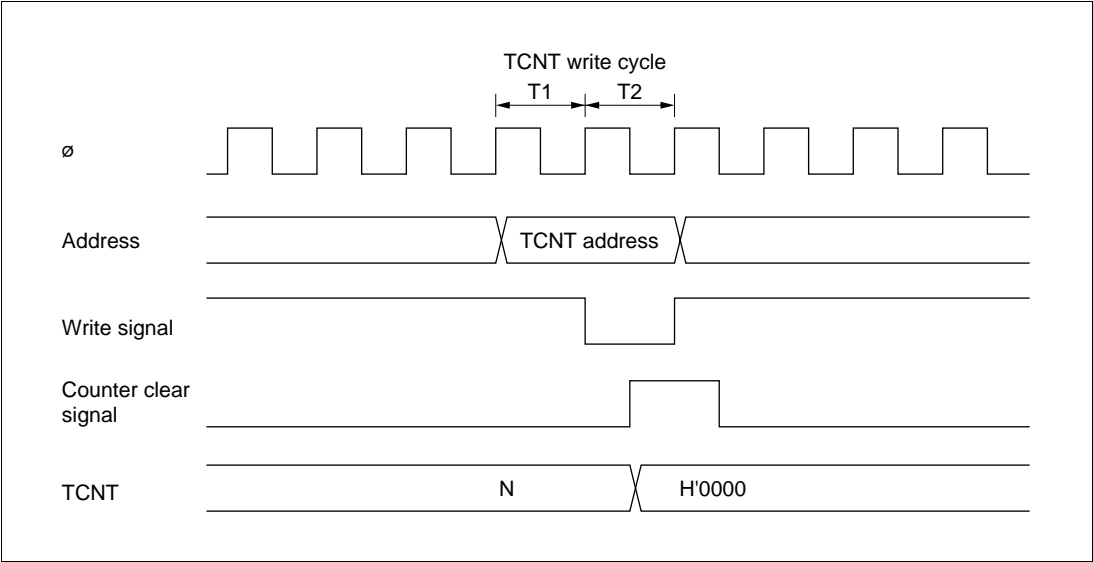 TCNT write cycle
T1 T2
ø
Address TCNT address
Write signal
Counter clear
signal
TCNT N H'0000